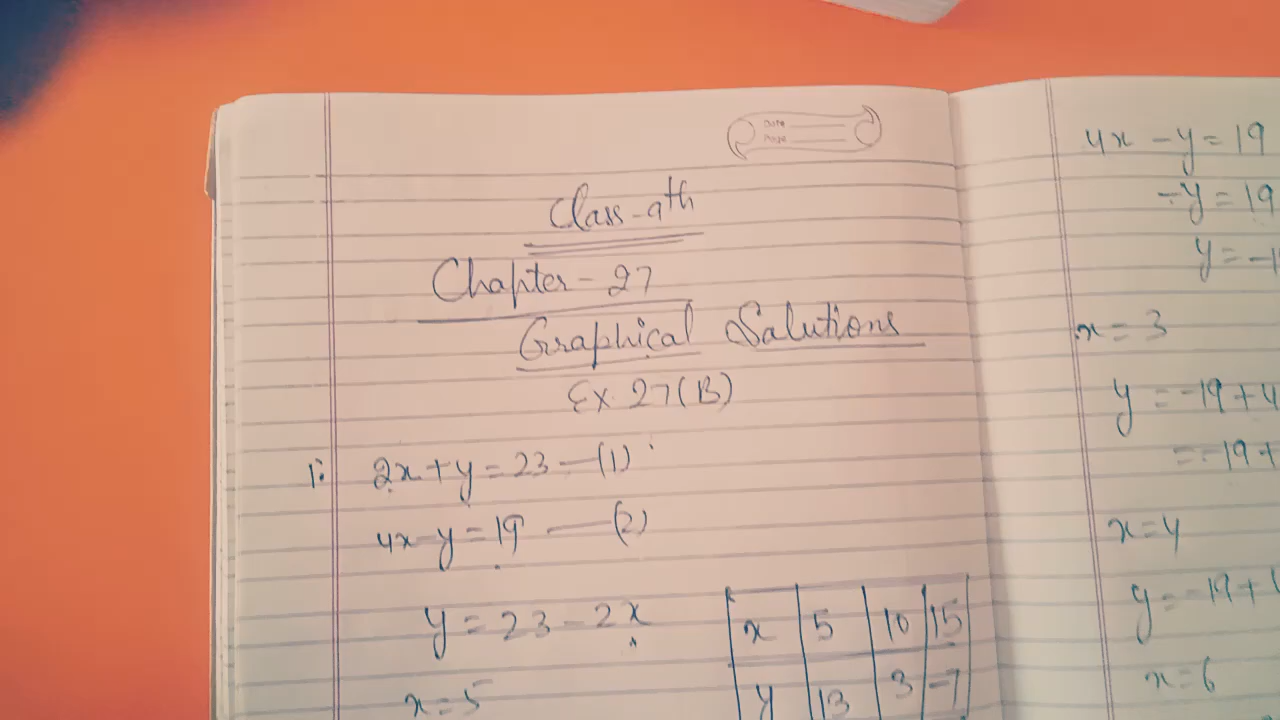 Date
Page
Class-9th
Chapter - 27
Graphical Solutions
Ex. 27(B)
1. 2x+y=23 —(1)
4x-y=19 —(2)
y = 23 - 2x
x=5
x 5 10 15
y 13 3 -7
4x - y = 19
-y = 19
y = -1
x = 3
y = -19 + 4
= -19 +
x = 4
y = -19 +
x = 6